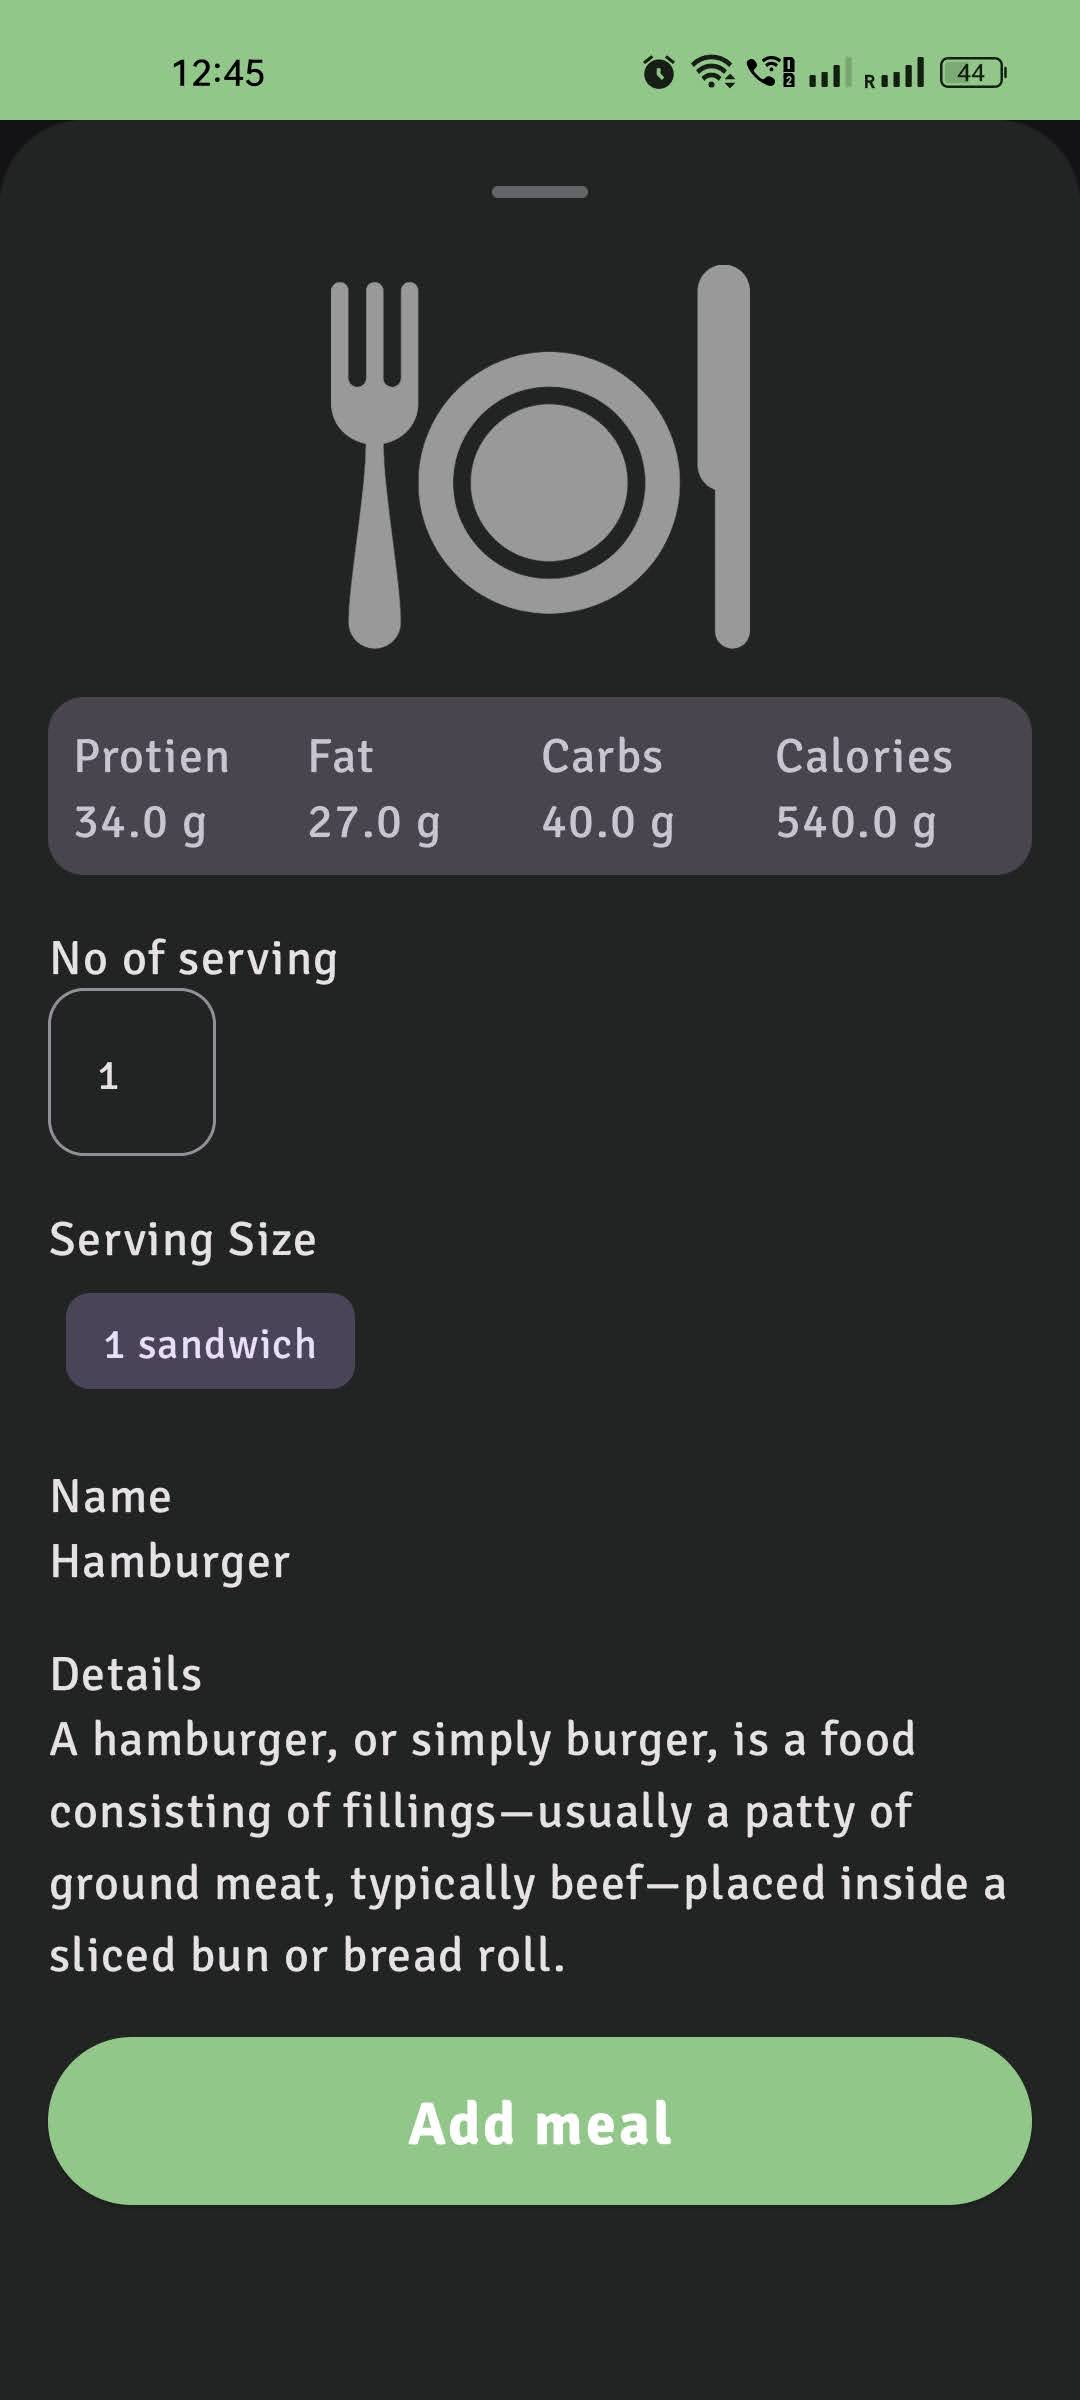 12:45
1
2
R
44
Protien Fat Carbs Calories
34.0 g 27.0 g 40.0 g 540.0 g
No of serving
1
Serving Size
1 sandwich
Name
Hamburger
Details
A hamburger, or simply burger, is a food
consisting of fillings—usually a patty of
ground meat, typically beef—placed inside a
sliced bun or bread roll.
Add meal